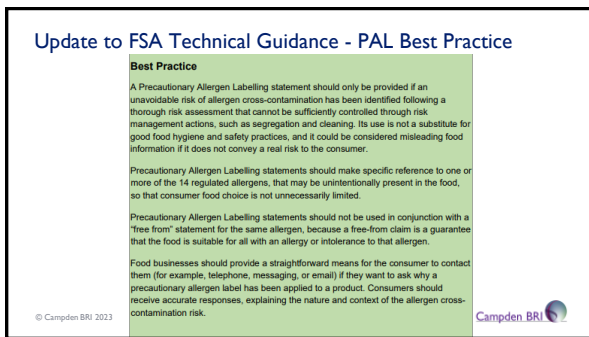 Update to FSA Technical Guidance - PAL Best Practice
Best Practice
A Precautionary Allergen Labelling statement should only be provided if an
unavoidable risk of allergen cross-contamination has been identified following a
thorough risk assessment that cannot be sufficiently controlled through risk
management actions, such as segregation and cleaning. Its use is not a substitute for
good food hygiene and safety practices, and it could be considered misleading food
information if it does not convey a real risk to the consumer.
Precautionary Allergen Labelling statements should make specific reference to one or
more of the 14 regulated allergens, that may be unintentionally present in the food,
so that consumer food choice is not unnecessarily limited.
Precautionary Allergen Labelling statements should not be used in conjunction with a
“free from” statement for the same allergen, because a free-from claim is a guarantee
that the food is suitable for all with an allergy or intolerance to that allergen.
Food businesses should provide a straightforward means for the consumer to contact
them (for example, telephone, messaging, or email) if they want to ask why a
precautionary allergen label has been applied to a product. Consumers should
receive accurate responses, explaining the nature and context of the allergen cross-
contamination risk.
© Campden BRI 2023
Campden BRI